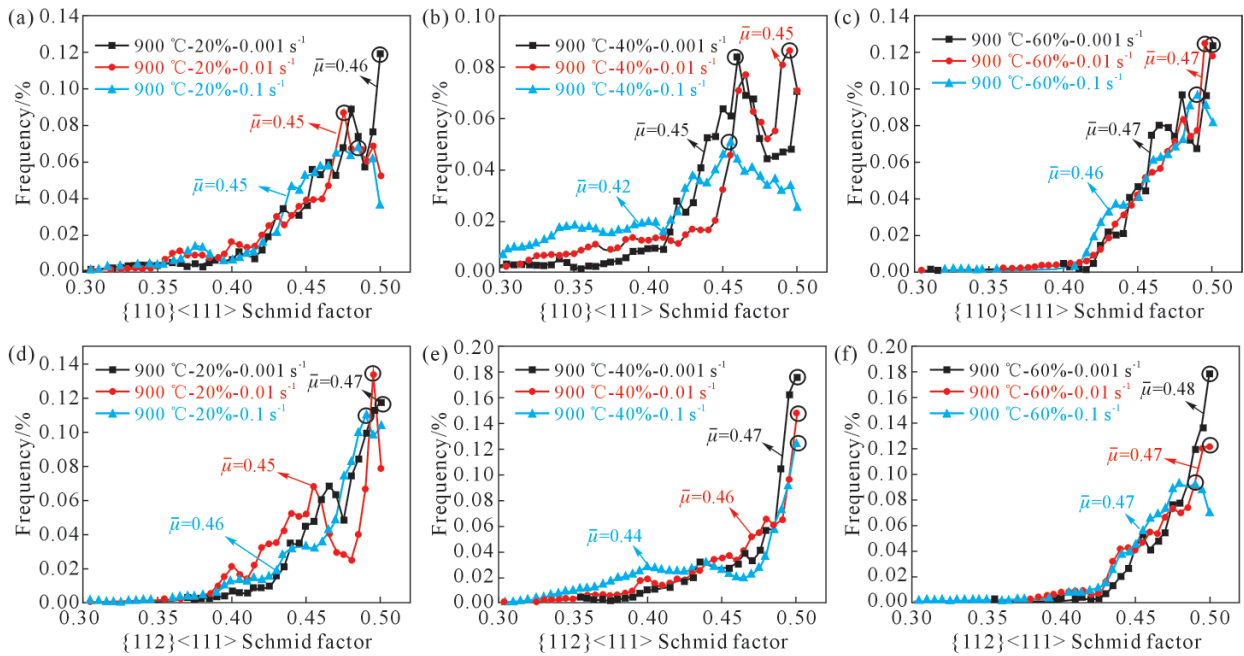 (a)
900 ℃-20%-0.001 s⁻¹
900 ℃-20%-0.01 s⁻¹
900 ℃-20%-0.1 s⁻¹
μ̄=0.46
μ̄=0.45
μ̄=0.45
Frequency/%
0.14
0.12
0.10
0.08
0.06
0.04
0.02
0.00
0.30 0.35 0.40 0.45 0.50
{110}<111> Schmid factor
(b)
900 ℃-40%-0.001 s⁻¹
900 ℃-40%-0.01 s⁻¹
900 ℃-40%-0.1 s⁻¹
μ̄=0.45
μ̄=0.45
μ̄=0.42
Frequency/%
0.10
0.08
0.06
0.04
0.02
0.00
0.30 0.35 0.40 0.45 0.50
{110}<111> Schmid factor
(c)
900 ℃-60%-0.001 s⁻¹
900 ℃-60%-0.01 s⁻¹
900 ℃-60%-0.1 s⁻¹
μ̄=0.47
μ̄=0.47
μ̄=0.46
Frequency/%
0.14
0.12
0.10
0.08
0.06
0.04
0.02
0.00
0.30 0.35 0.40 0.45 0.50
{110}<111> Schmid factor
(d)
900 ℃-20%-0.001 s⁻¹
900 ℃-20%-0.01 s⁻¹
900 ℃-20%-0.1 s⁻¹
μ̄=0.47
μ̄=0.45
μ̄=0.46
Frequency/%
0.16
0.14
0.12
0.10
0.08
0.06
0.04
0.02
0.00
0.30 0.35 0.40 0.45 0.50
{112}<111> Schmid factor
(e)
900 ℃-40%-0.001 s⁻¹
900 ℃-40%-0.01 s⁻¹
900 ℃-40%-0.1 s⁻¹
μ̄=0.47
μ̄=0.46
μ̄=0.44
Frequency/%
0.20
0.18
0.16
0.14
0.12
0.10
0.08
0.06
0.04
0.02
0.00
0.30 0.35 0.40 0.45 0.50
{112}<111> Schmid factor
(f)
900 ℃-60%-0.001 s⁻¹
900 ℃-60%-0.01 s⁻¹
900 ℃-60%-0.1 s⁻¹
μ̄=0.48
μ̄=0.47
μ̄=0.47
Frequency/%
0.20
0.18
0.16
0.14
0.12
0.10
0.08
0.06
0.04
0.02
0.00
0.30 0.35 0.40 0.45 0.50
{112}<111> Schmid factor